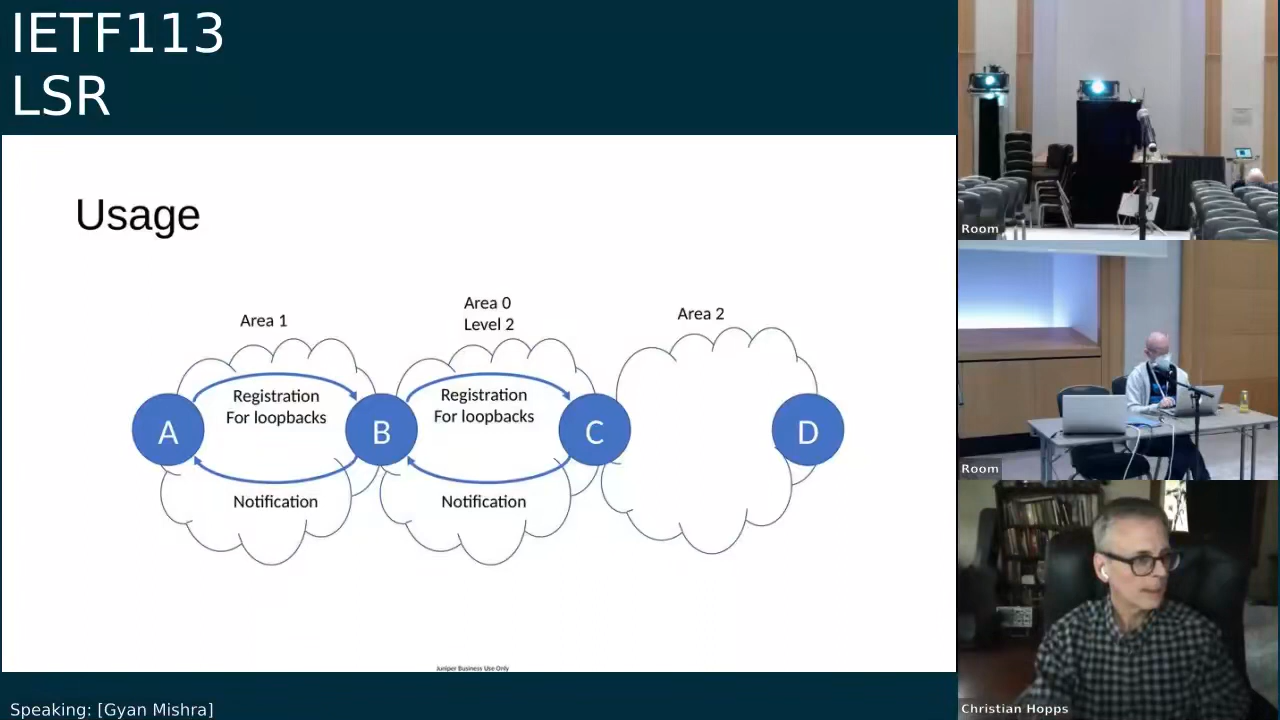 IETF113
LSR
Usage
Area 1
Area 0
Level 2
Area 2
Registration
For loopbacks
Registration
For loopbacks
A
B
C
D
Notification
Notification
Juniper Business Use Only
Speaking: [Gyan Mishra]
Room
Room
Christian Hopps